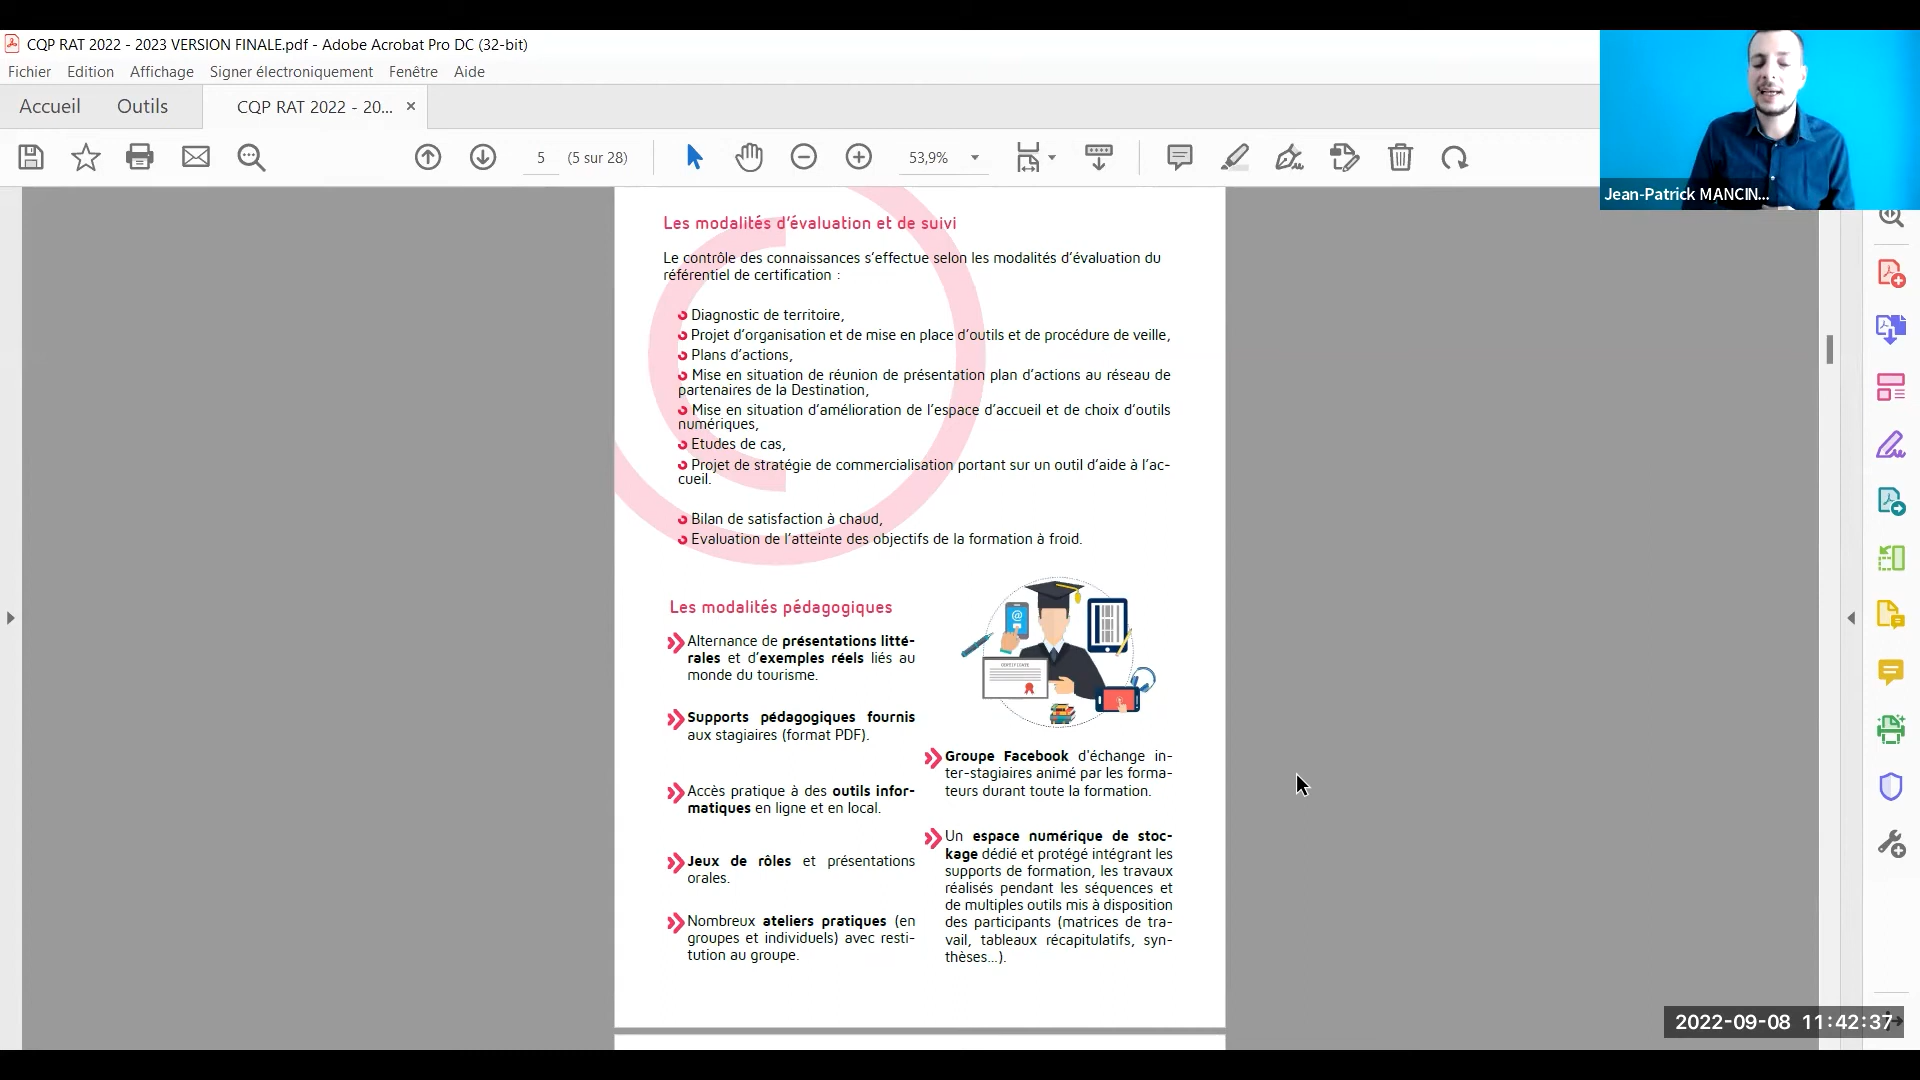 CQP RAT 2022 - 2023 VERSION FINALE.pdf - Adobe Acrobat Pro DC (32-bit)
Fichier Edition Affichage Signer électroniquement Fenêtre Aide
Accueil Outils CQP RAT 2022 - 20... ×
5 (5 sur 28) 53,9%
Jean-Patrick MANCIN...
Les modalités d'évaluation et de suivi
Le contrôle des connaissances s'effectue selon les modalités d'évaluation du
référentiel de certification :
Diagnostic de territoire,
Projet d'organisation et de mise en place d'outils et de procédure de veille,
Plans d'actions,
Mise en situation de réunion de présentation plan d'actions au réseau de
partenaires de la Destination,
Mise en situation d'amélioration de l'espace d'accueil et de choix d'outils
numériques,
Etudes de cas,
Projet de stratégie de commercialisation portant sur un outil d'aide à l'ac-
cueil.
Bilan de satisfaction à chaud,
Evaluation de l'atteinte des objectifs de la formation à froid.
Les modalités pédagogiques
Alternance de présentations litté-
rales et d'exemples réels liés au
monde du tourisme.
Supports pédagogiques fournis
aux stagiaires (format PDF).
Accès pratique à des outils infor-
matiques en ligne et en local.
Jeux de rôles et présentations
orales.
Nombreux ateliers pratiques (en
groupes et individuels) avec resti-
tution au groupe.
CERTIFICATE
Groupe Facebook d'échange in-
ter-stagiaires animé par les forma-
teurs durant toute la formation.
Un espace numérique de stoc-
kage dédié et protégé intégrant les
supports de formation, les travaux
réalisés pendant les séquences et
de multiples outils mis à disposition
des participants (matrices de tra-
vail, tableaux récapitulatifs, syn-
thèses...).
2022-09-08 11:42:37